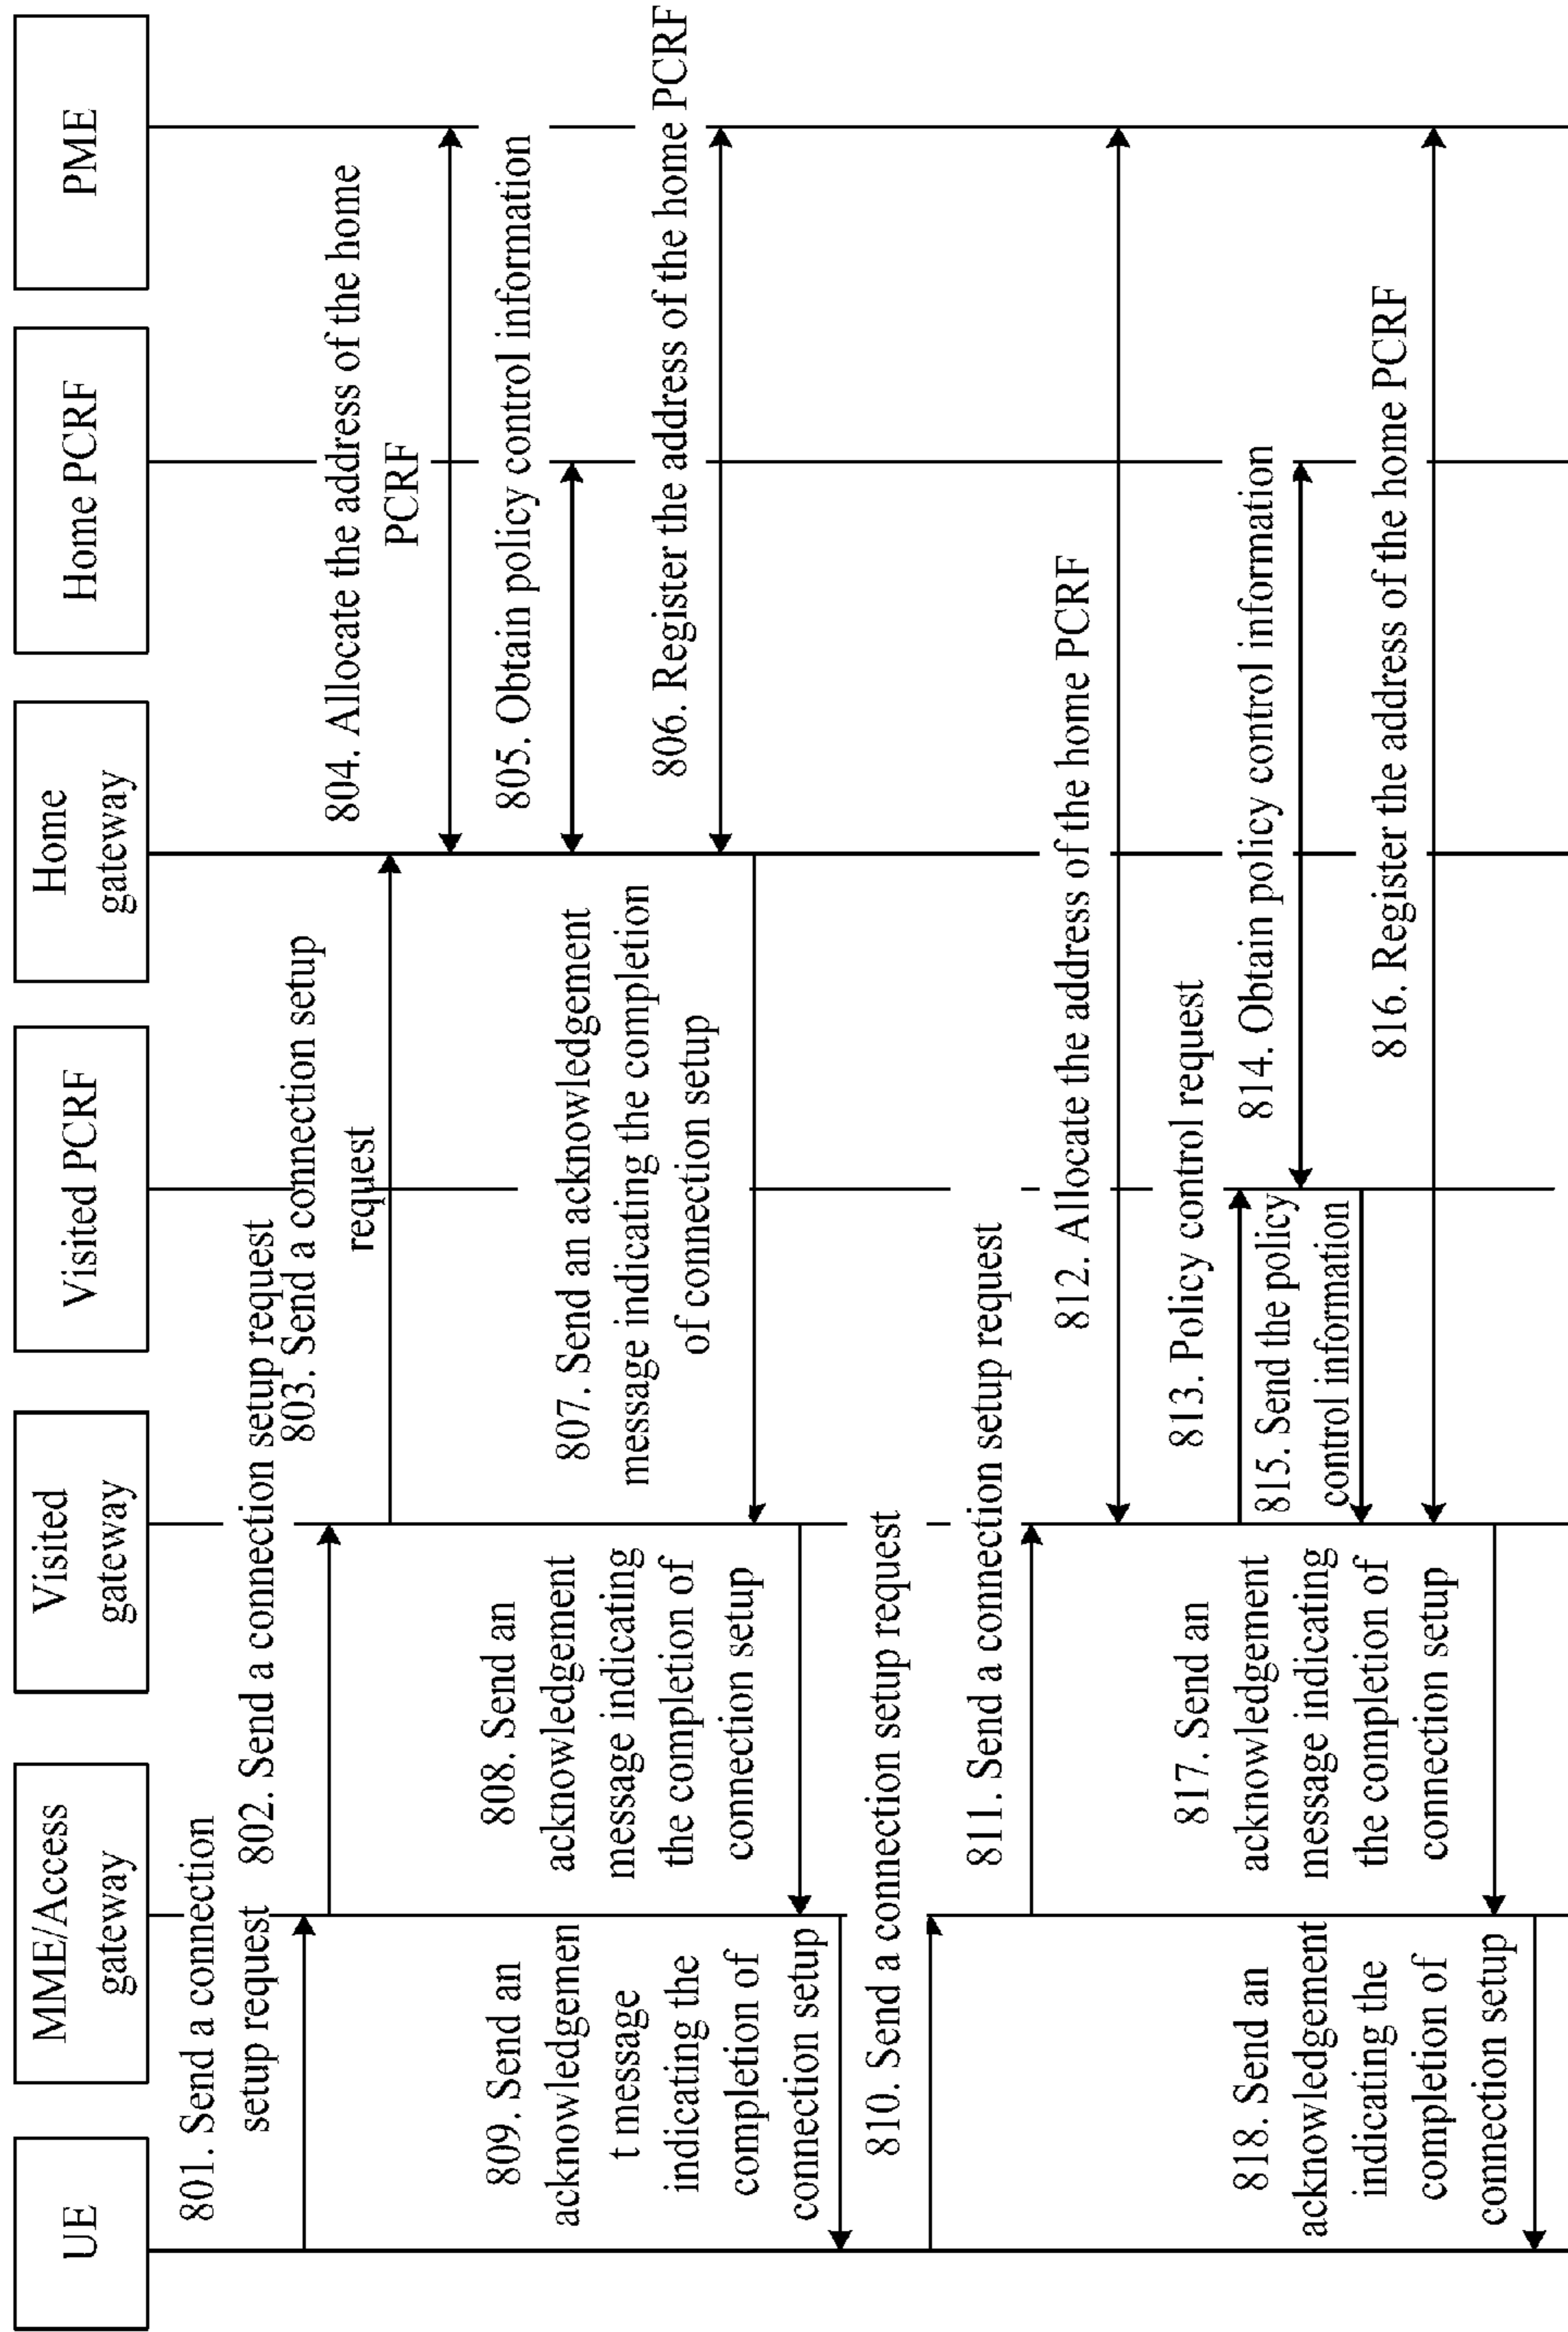 UE
MME/Access
gateway
Visited
gateway
Visited PCRF
Home
gateway
Home PCRF
PME
801. Send a connection
setup request
802. Send a connection setup request
803. Send a connection setup
request
804. Allocate the address of the home
PCRF
805. Obtain policy control information
806. Register the address of the home PCRF
807. Send an acknowledgement
message indicating the completion
of connection setup
808. Send an
acknowledgement
message indicating
the completion of
connection setup
809. Send an
acknowledgemen
t message
indicating the
completion of
connection setup
810. Send a connection setup request
811. Send a connection setup request
812. Allocate the address of the home PCRF
813. Policy control request
814. Obtain policy control information
815. Send the policy
control information
816. Register the address of the home PCRF
817. Send an
acknowledgement
message indicating
the completion of
connection setup
818. Send an
acknowledgement
indicating the
completion of
connection setup